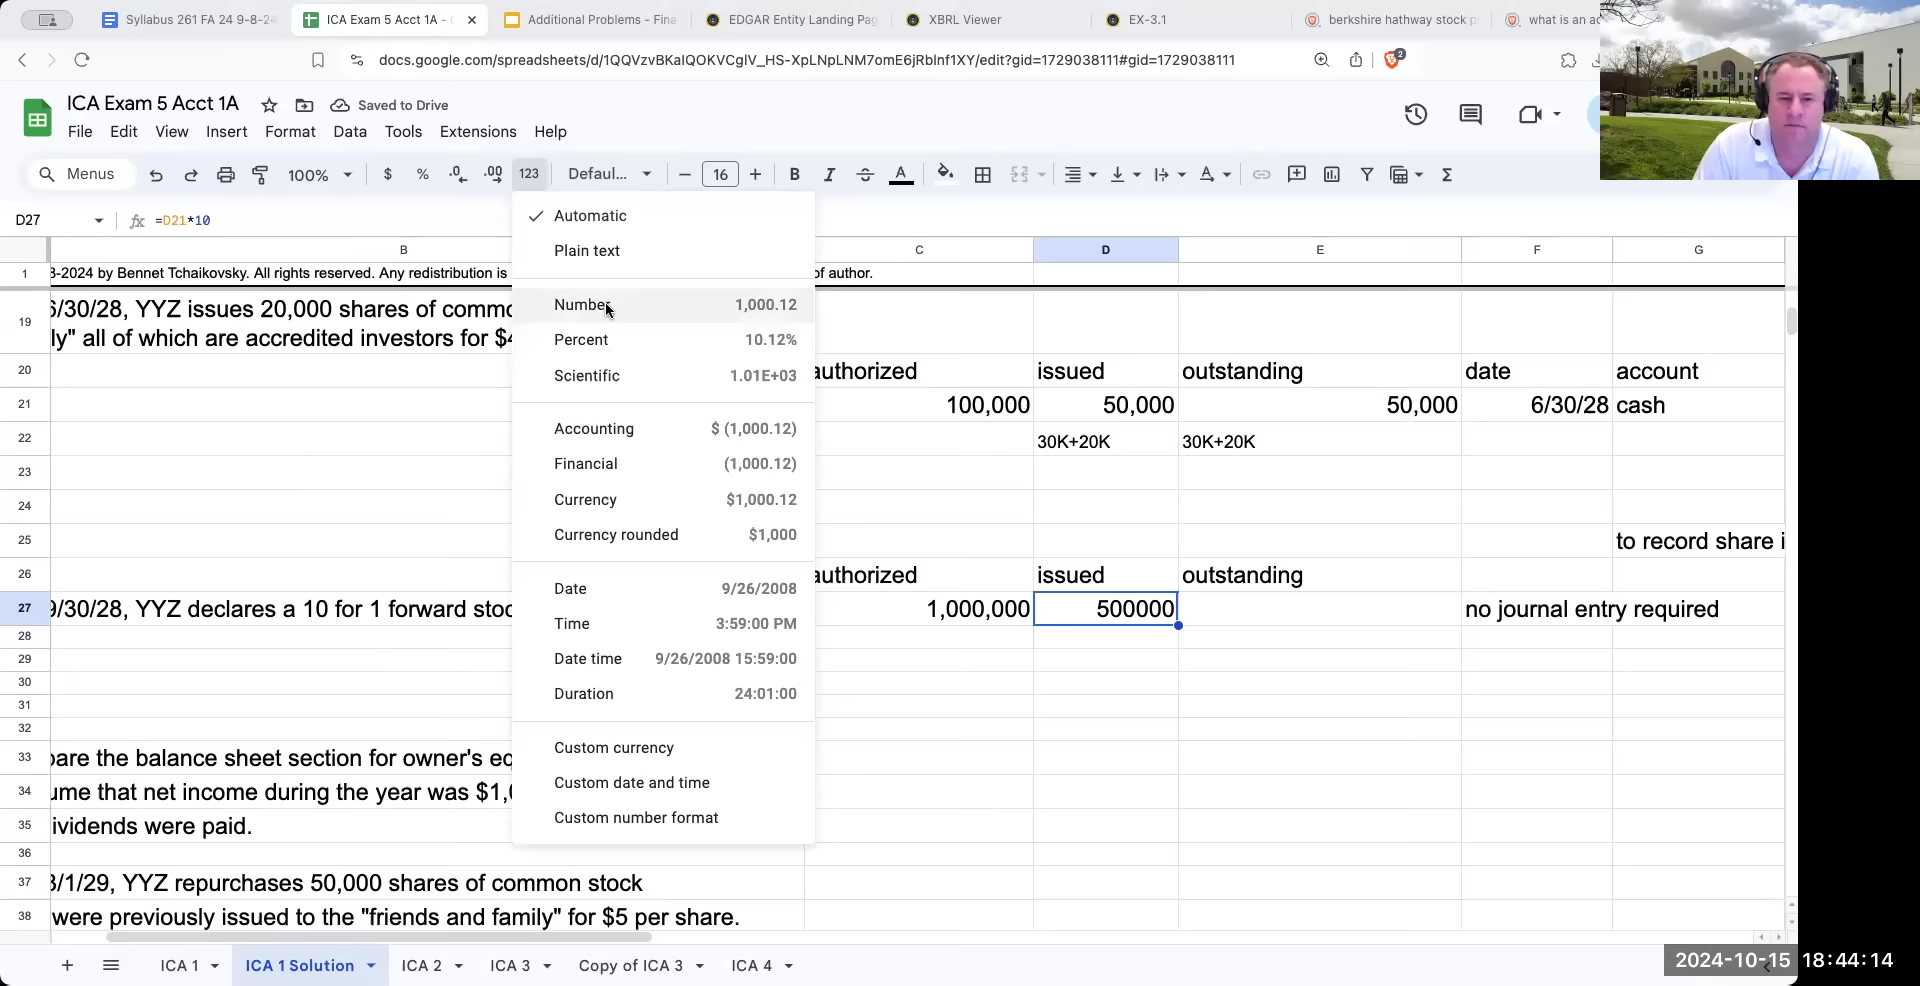 Syllabus 261 FA 24 9-8-24
ICA Exam 5 Acct 1A -
Additional Problems - Fina
EDGAR Entity Landing Pag
XBRL Viewer
EX-3.1
berkshire hathway stock p
what is an ac
docs.google.com/spreadsheets/d/1QQVzvBKaIQOKVCglV_HS-XpLNpLNM7omE6jRbInf1XY/edit?gid=1729038111#gid=1729038111
2
ICA Exam 5 Acct 1A
Saved to Drive
File Edit View Insert Format Data Tools Extensions Help
Menus 100% $ % .0 .00 123 Defaul... 16 B I S A
D27 fx =D21*10
Automatic
Plain text
Number 1,000.12
Percent 10.12%
Scientific 1.01E+03
Accounting $ (1,000.12)
Financial (1,000.12)
Currency $1,000.12
Currency rounded $1,000
Date 9/26/2008
Time 3:59:00 PM
Date time 9/26/2008 15:59:00
Duration 24:01:00
Custom currency
Custom date and time
Custom number format
B C D E F G
1 3-2024 by Bennet Tchaikovsky. All rights reserved. Any redistribution is of author.
19 6/30/28, YYZ issues 20,000 shares of commo
ly" all of which are accredited investors for $4
20 authorized issued outstanding date account
21 100,000 50,000 50,000 6/30/28 cash
22 30K+20K 30K+20K
23
24
25 to record share i
26 authorized issued outstanding
27 9/30/28, YYZ declares a 10 for 1 forward stoc 1,000,000 500000 no journal entry required
28
29
30
31
32
33 pare the balance sheet section for owner's eq
34 ume that net income during the year was $1,0
35 ividends were paid.
36
37 3/1/29, YYZ repurchases 50,000 shares of common stock
38 were previously issued to the "friends and family" for $5 per share.
ICA 1 ICA 1 Solution ICA 2 ICA 3 Copy of ICA 3 ICA 4
2024-10-15 18:44:14